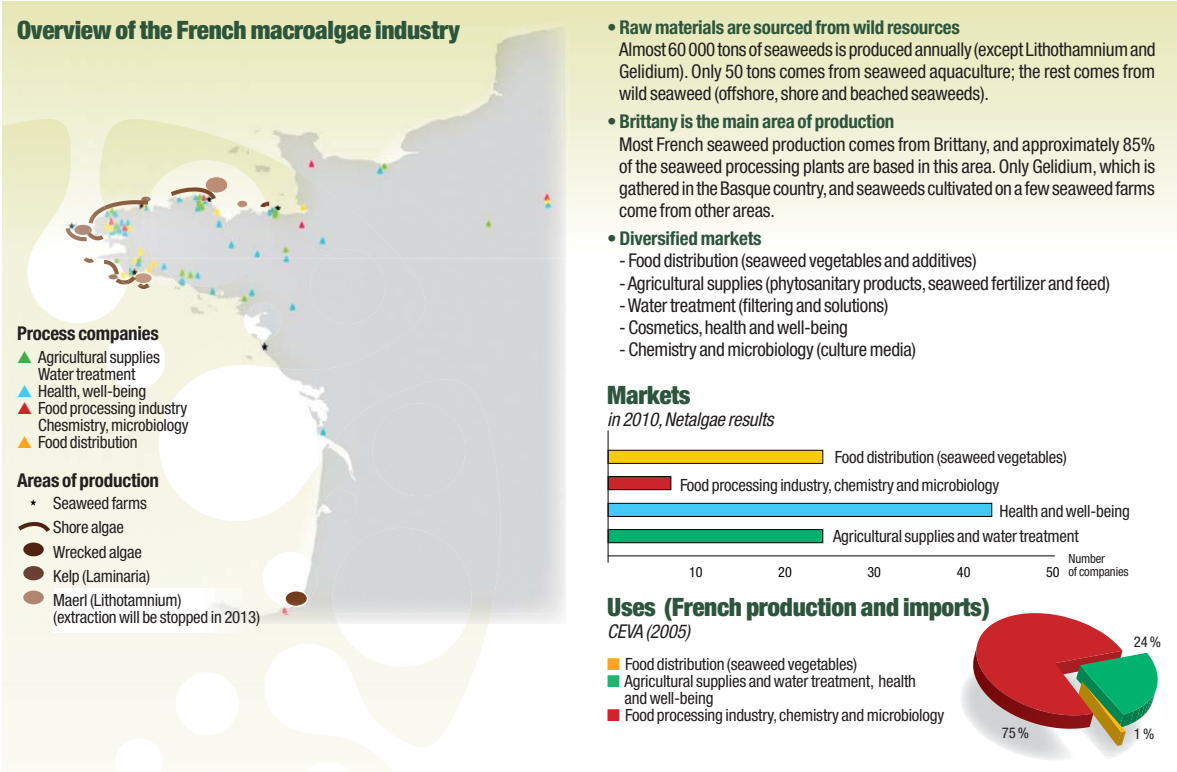 Overview of the French macroalgae industry
Process companies
Agricultural supplies
Water treatment
Health, well-being
Food processing industry
Chesmistry, microbiology
Food distribution
Areas of production
Seaweed farms
Shore algae
Wrecked algae
Kelp (Laminaria)
Maerl (Lithotamnium)
(extraction will be stopped in 2013)
• Raw materials are sourced from wild resources
Almost 60 000 tons of seaweeds is produced annually (except Lithothamnium and
Gelidium). Only 50 tons comes from seaweed aquaculture; the rest comes from
wild seaweed (offshore, shore and beached seaweeds).
• Brittany is the main area of production
Most French seaweed production comes from Brittany, and approximately 85%
of the seaweed processing plants are based in this area. Only Gelidium, which is
gathered in the Basque country, and seaweeds cultivated on a few seaweed farms
come from other areas.
• Diversified markets
- Food distribution (seaweed vegetables and additives)
- Agricultural supplies (phytosanitary products, seaweed fertilizer and feed)
- Water treatment (filtering and solutions)
- Cosmetics, health and well-being
- Chemistry and microbiology (culture media)
Markets
in 2010, Netalgae results
Food distribution (seaweed vegetables)
Food processing industry, chemistry and microbiology
Health and well-being
Agricultural supplies and water treatment
10 20 30 40 50
Number
of companies
Uses (French production and imports)
CEVA (2005)
Food distribution (seaweed vegetables)
Agricultural supplies and water treatment, health
and well-being
Food processing industry, chemistry and microbiology
24 %
75 %
1 %